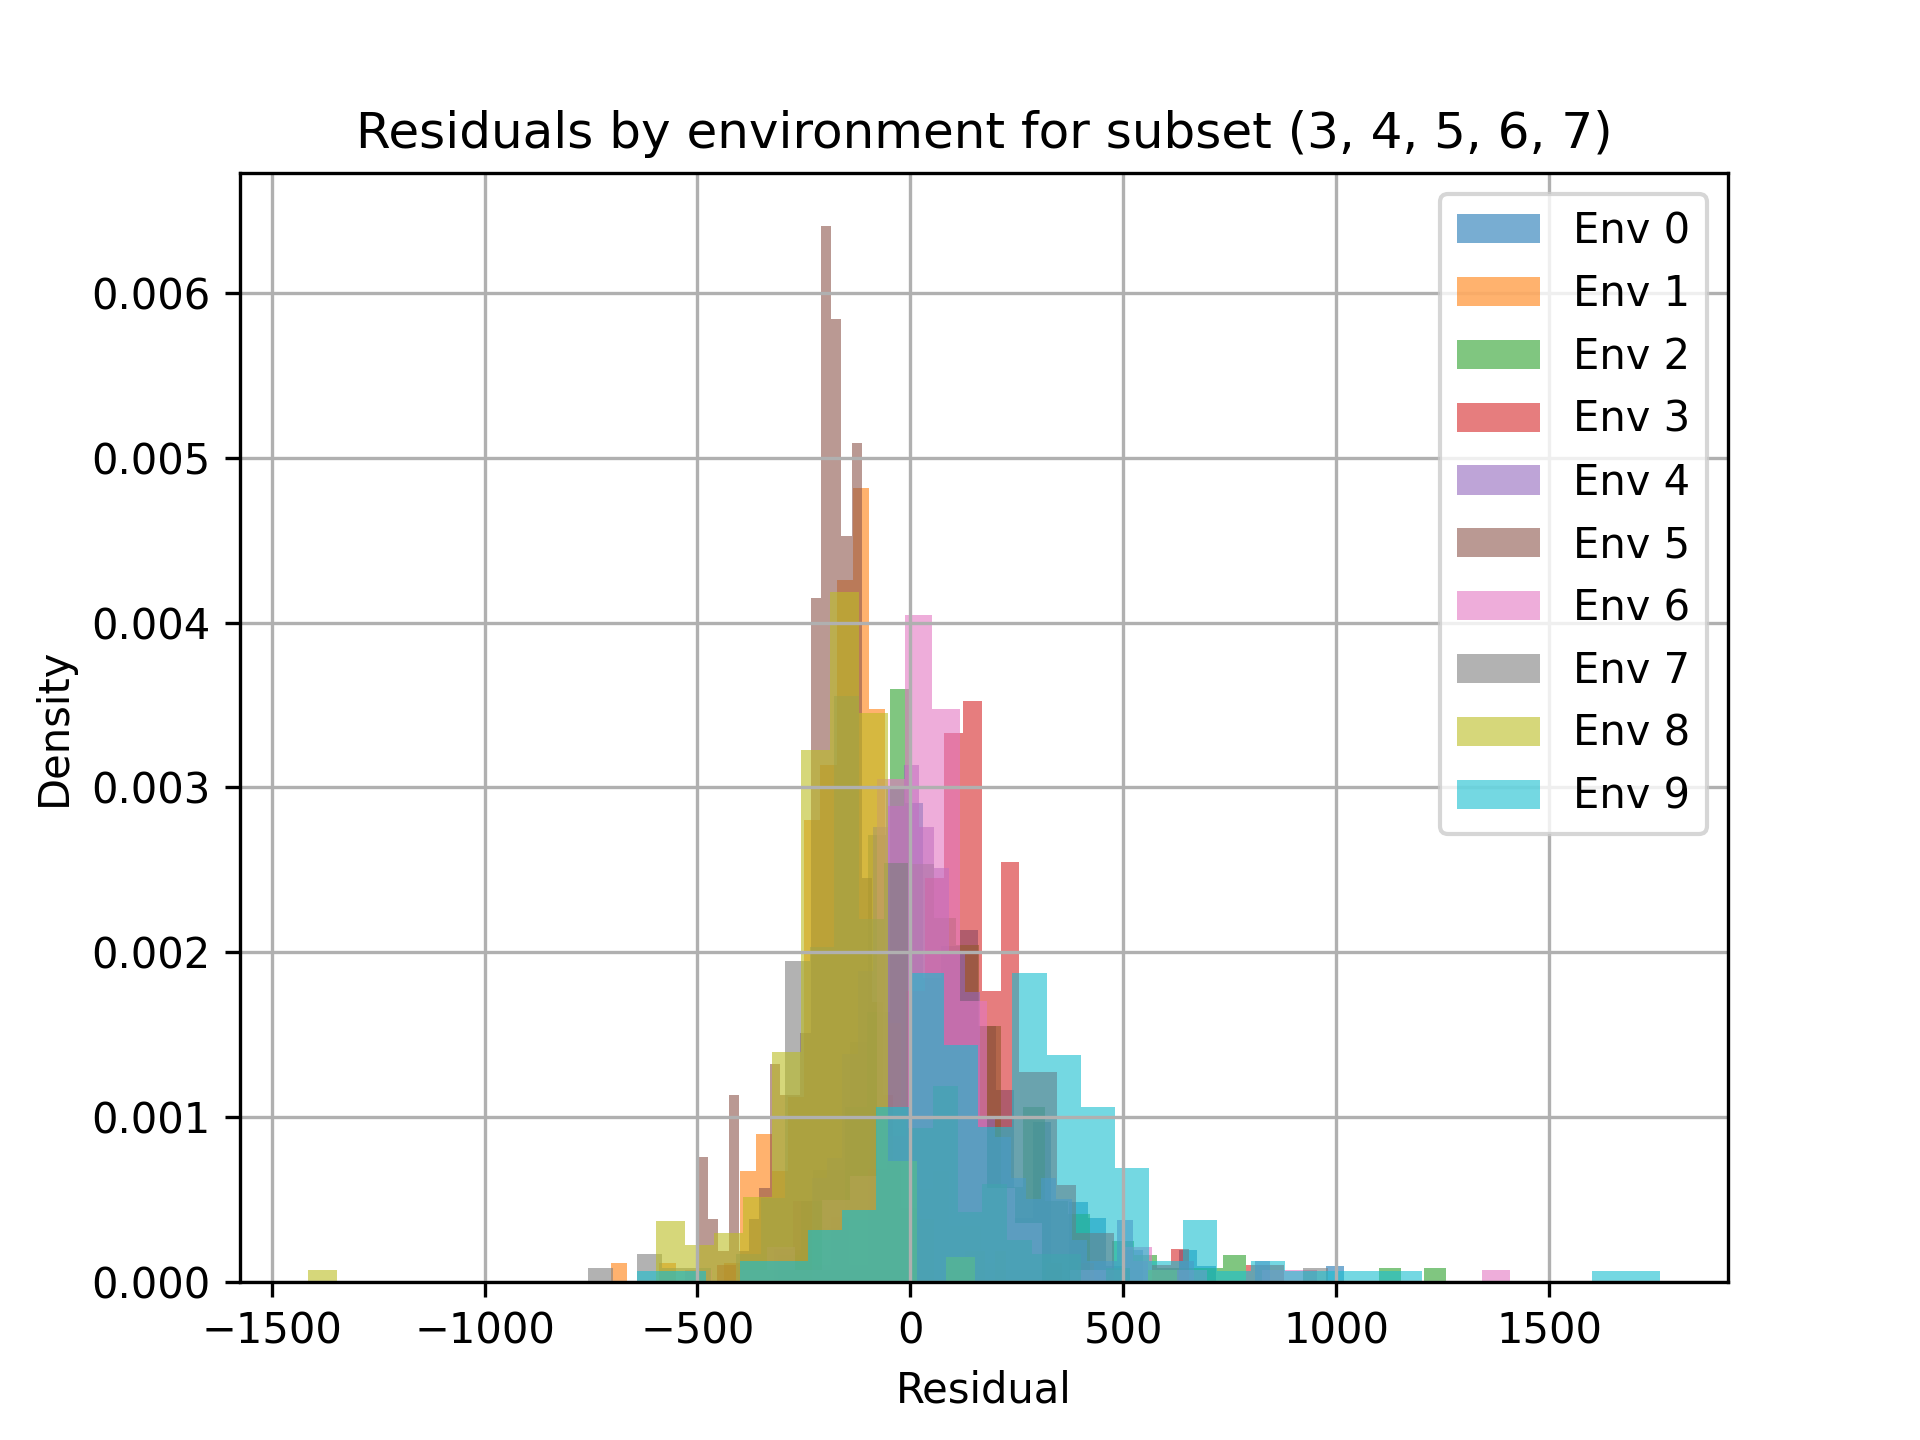 Residuals by environment for subset (3, 4, 5, 6, 7)
Env 0
Env 1
Env 2
Env 3
Env 4
Env 5
Env 6
Env 7
Env 8
Env 9
Density
0.006
0.005
0.004
0.003
0.002
0.001
0.000
−1500
−1000
−500
0
500
1000
1500
Residual